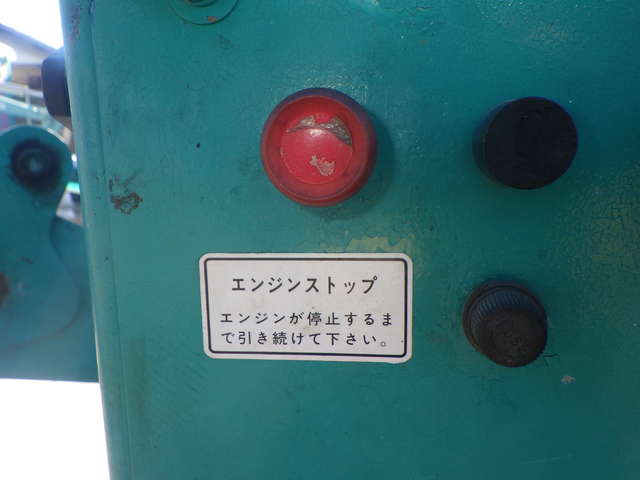 エンジンストップ
エンジンが停止するま
で引き続けて下さい。